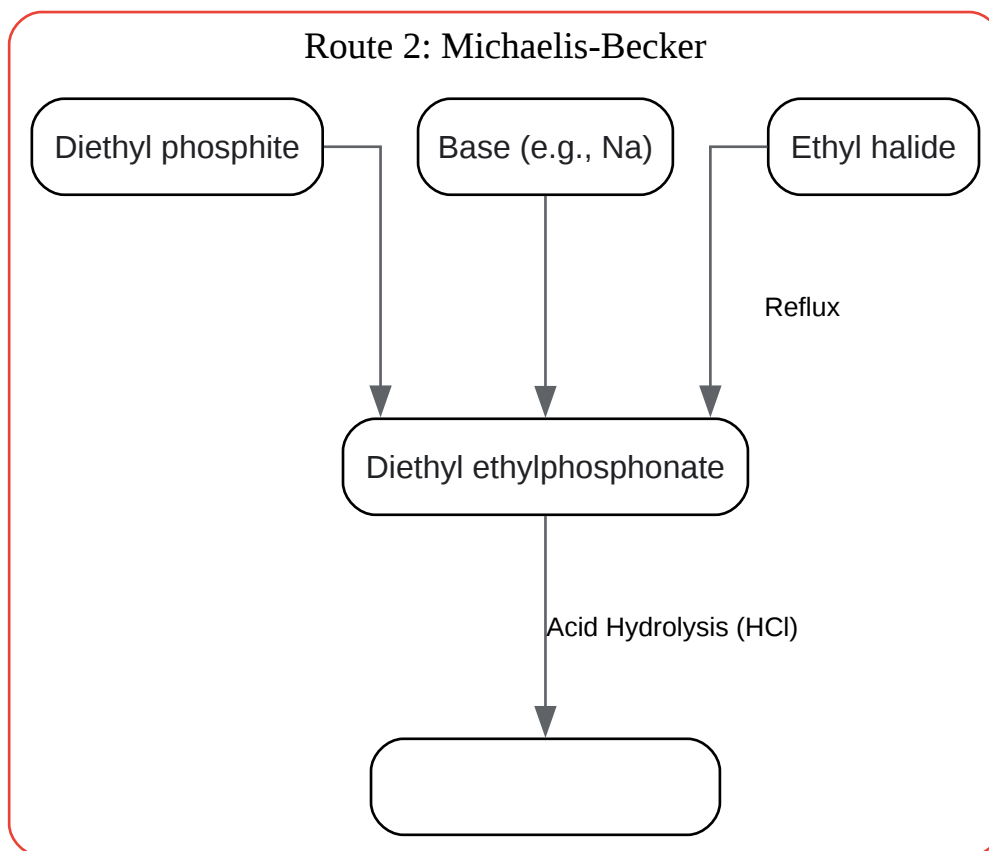 Route 2: Michaelis-Becker
Diethyl phosphite
Base (e.g., Na)
Ethyl halide
Reflux
Diethyl ethylphosphonate
Acid Hydrolysis (HCl)